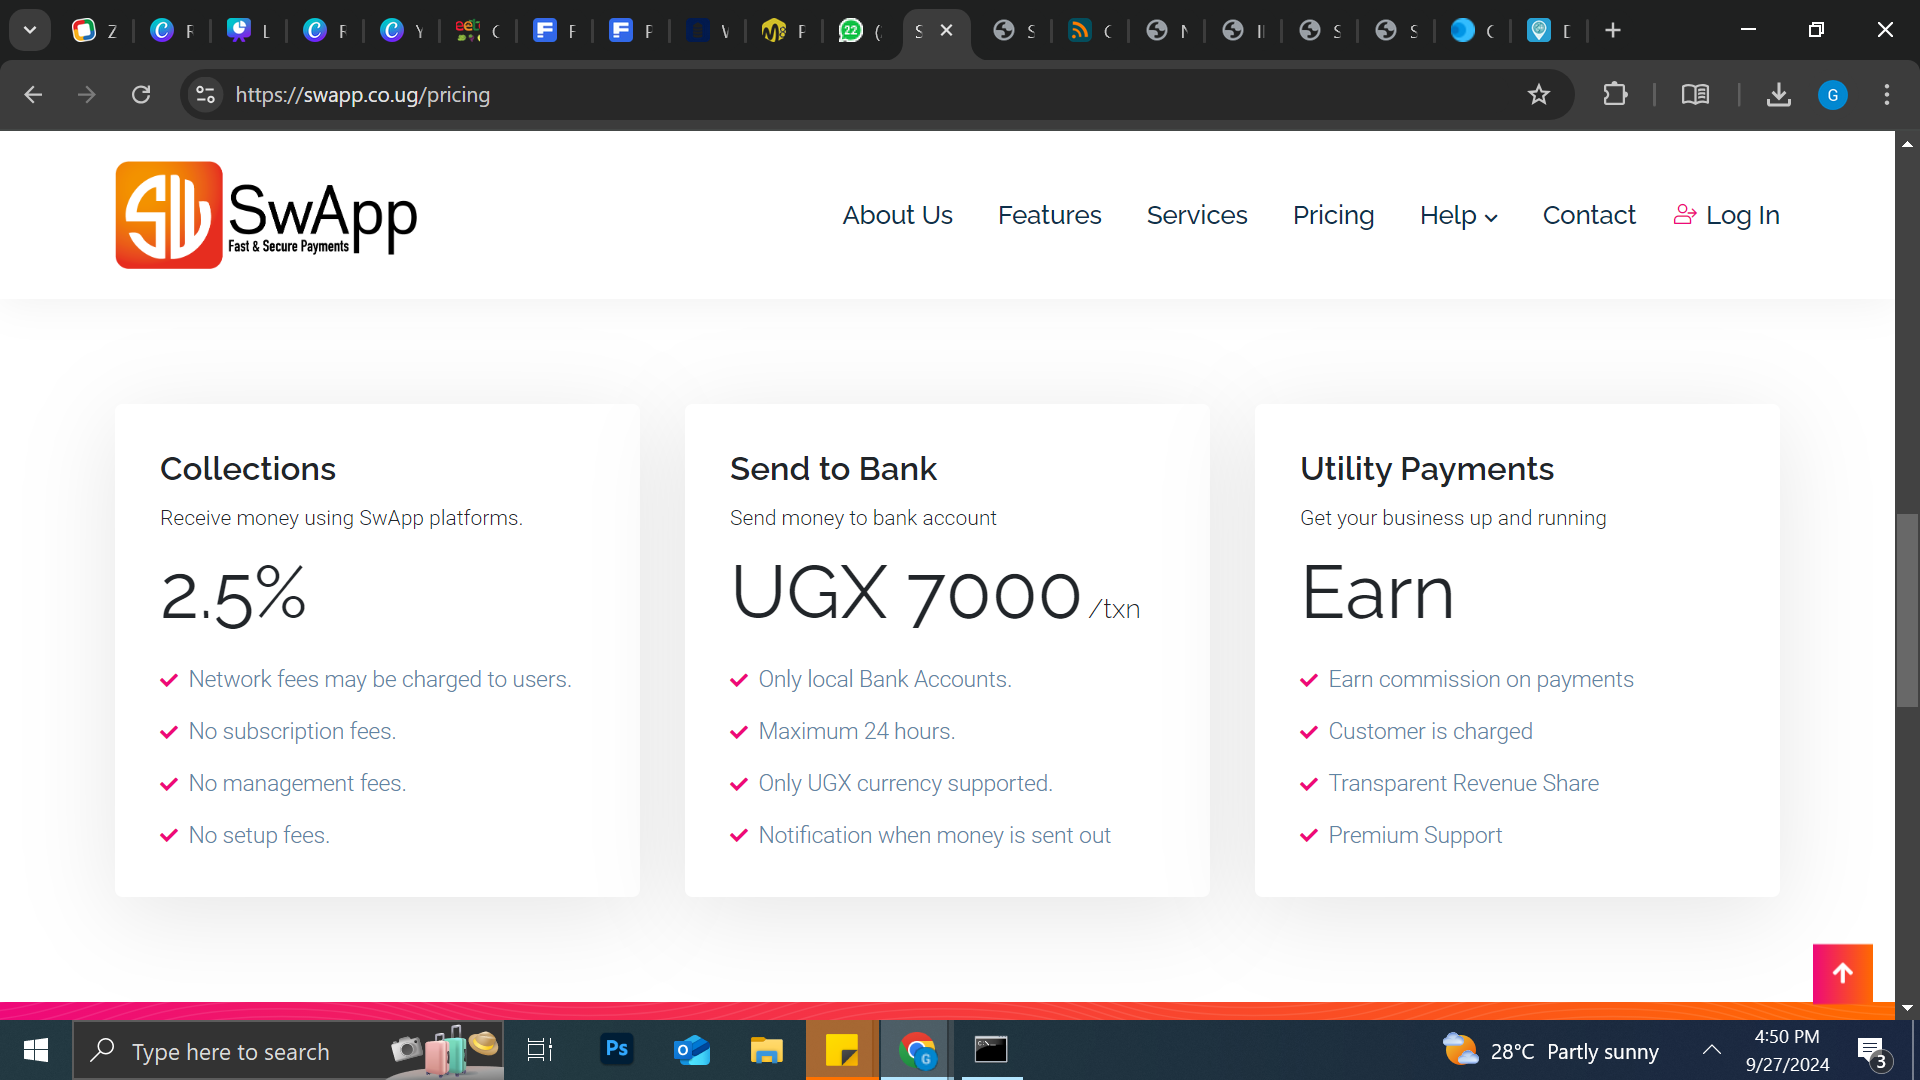 Z
F
L
F
Y
C
F
F
V
F
22
(
S
S
C
N
II
S
S
C
D
https://swapp.co.ug/pricing
G
SW
SwApp
Fast & Secure Payments
About Us
Features
Services
Pricing
Help
Contact
Log In
Collections
Receive money using SwApp platforms.
2.5%
Network fees may be charged to users.
No subscription fees.
No management fees.
No setup fees.
Send to Bank
Send money to bank account
UGX 7000 /txn
Only local Bank Accounts.
Maximum 24 hours.
Only UGX currency supported.
Notification when money is sent out
Utility Payments
Get your business up and running
Earn
Earn commission on payments
Customer is charged
Transparent Revenue Share
Premium Support
Type here to search
Ps
G
28°C Partly sunny
4:50 PM
9/27/2024
3